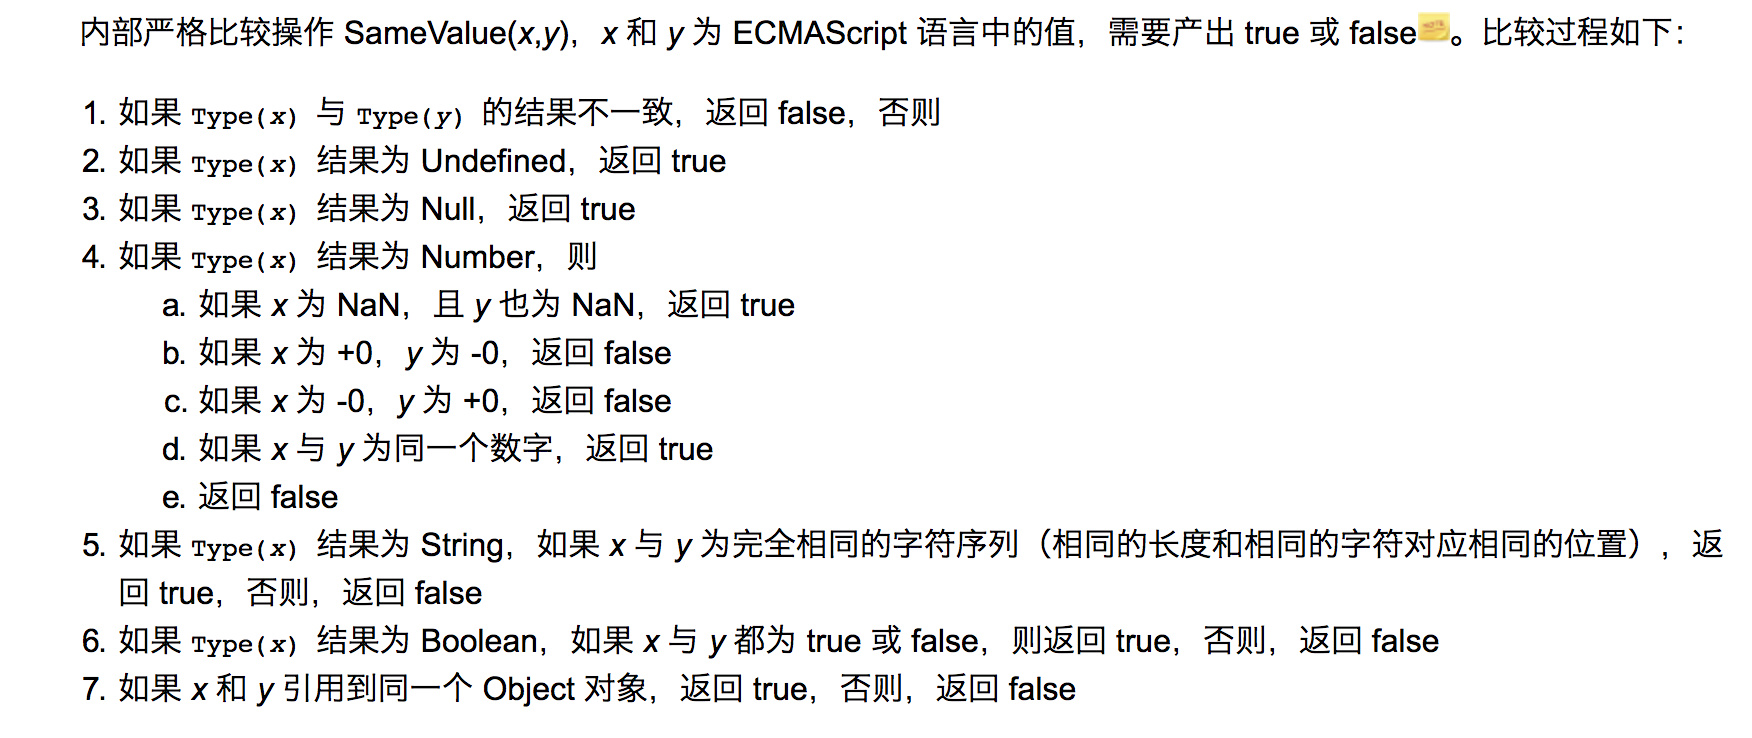 内部严格比较操作 SameValue(x,y)，x 和 y 为 ECMAScript 语言中的值，需要产出 true 或 false。比较过程如下：
1. 如果 Type(x) 与 Type(y) 的结果不一致，返回 false，否则
2. 如果 Type(x) 结果为 Undefined，返回 true
3. 如果 Type(x) 结果为 Null，返回 true
4. 如果 Type(x) 结果为 Number，则
a. 如果 x 为 NaN，且 y 也为 NaN，返回 true
b. 如果 x 为 +0，y 为 -0，返回 false
c. 如果 x 为 -0，y 为 +0，返回 false
d. 如果 x 与 y 为同一个数字，返回 true
e. 返回 false
5. 如果 Type(x) 结果为 String，如果 x 与 y 为完全相同的字符序列（相同的长度和相同的字符对应相同的位置），返
回 true，否则，返回 false
6. 如果 Type(x) 结果为 Boolean，如果 x 与 y 都为 true 或 false，则返回 true，否则，返回 false
7. 如果 x 和 y 引用到同一个 Object 对象，返回 true，否则，返回 false